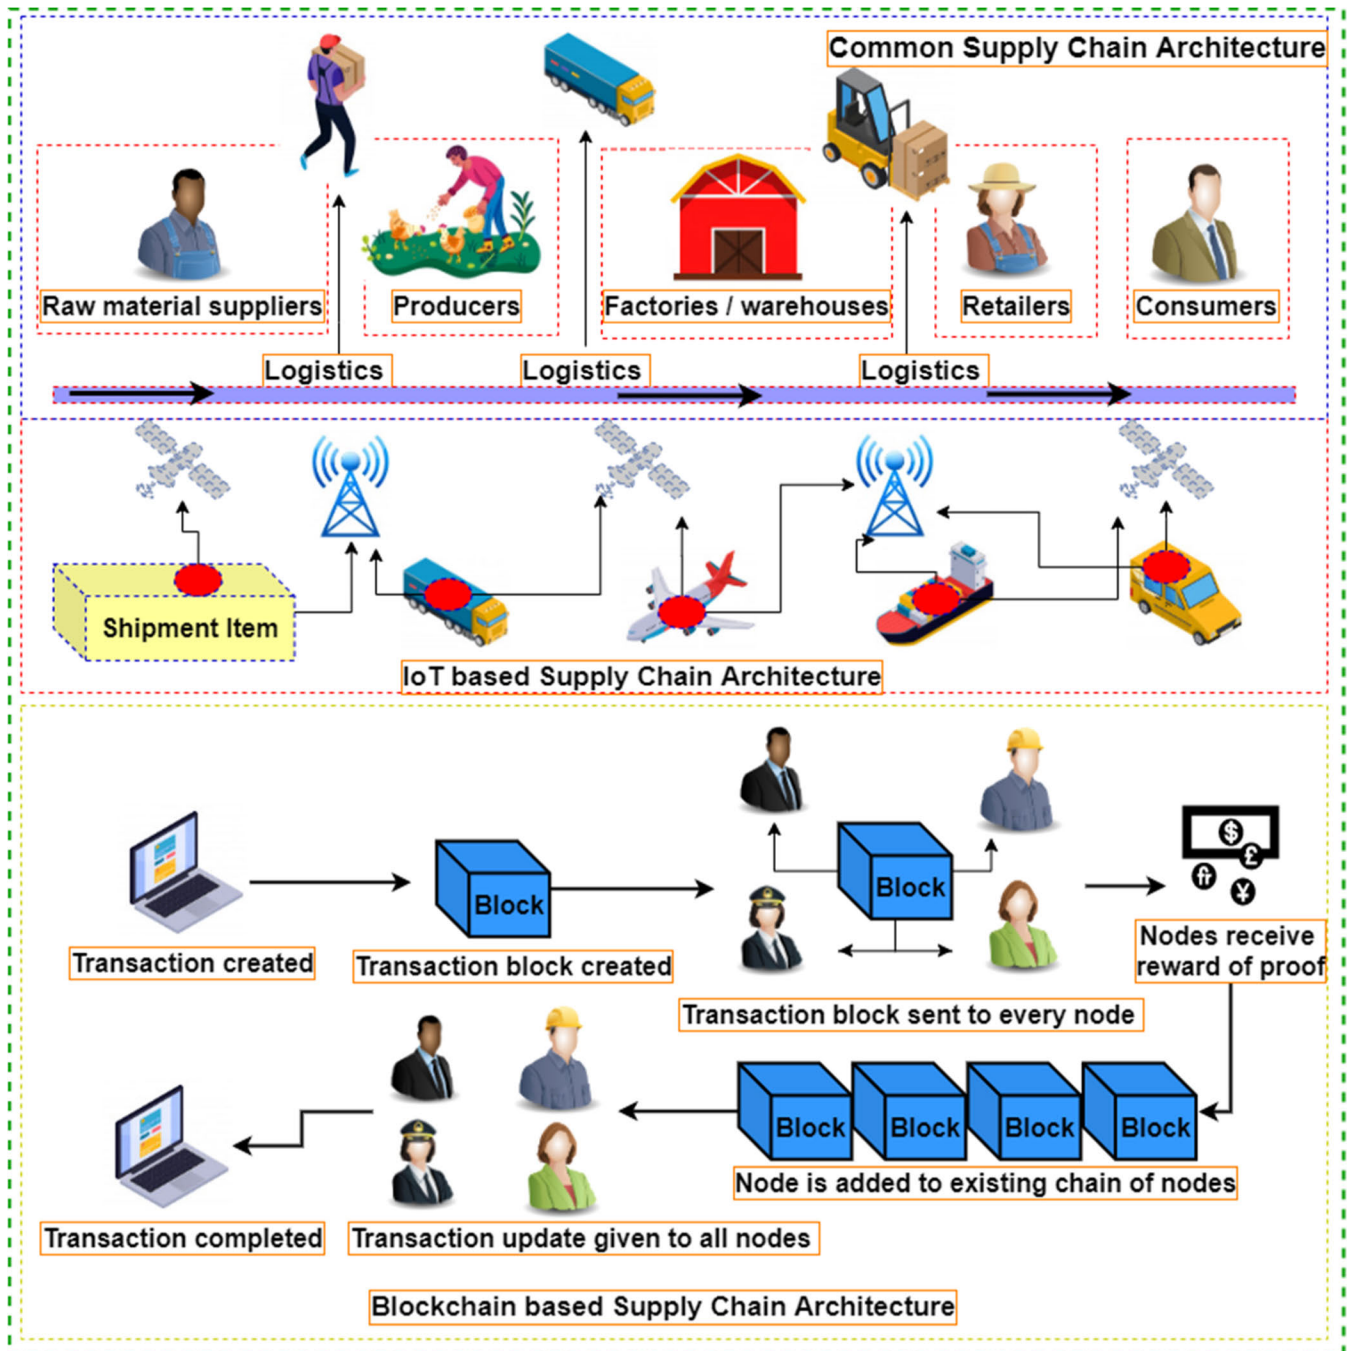 Common Supply Chain Architecture
Raw material suppliers
Producers
Factories / warehouses
Retailers
Consumers
Logistics
Logistics
Logistics
Shipment Item
IoT based Supply Chain Architecture
Block
Block
$
£
fr
¥
Transaction created
Transaction block created
Nodes receive
reward of proof
Transaction block sent to every node
Block
Block
Block
Block
Node is added to existing chain of nodes
Transaction completed
Transaction update given to all nodes
Blockchain based Supply Chain Architecture